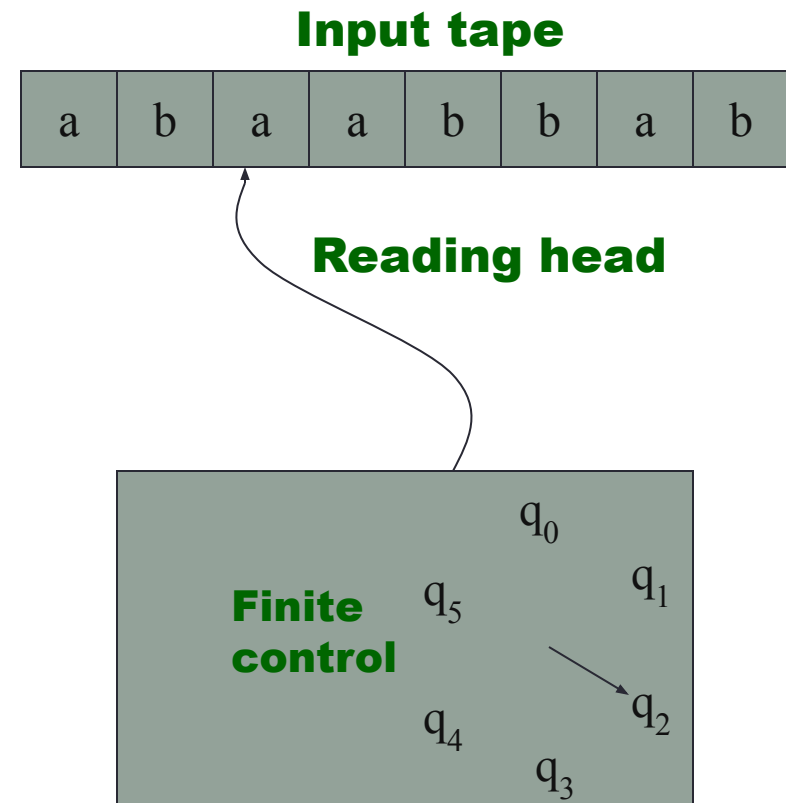 Input tape
a b a a b b a b
Reading head
q0
q1
q5
Finite
control
q2
q4
q3